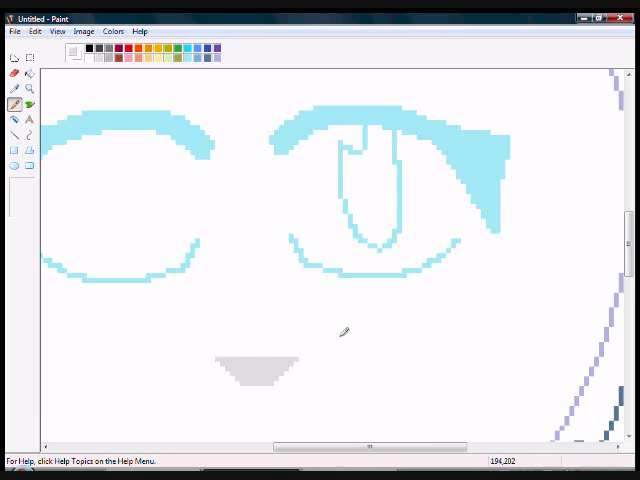 Untitled - Paint
File Edit View Image Colors Help
For Help, click Help Topics on the Help Menu.
194,202